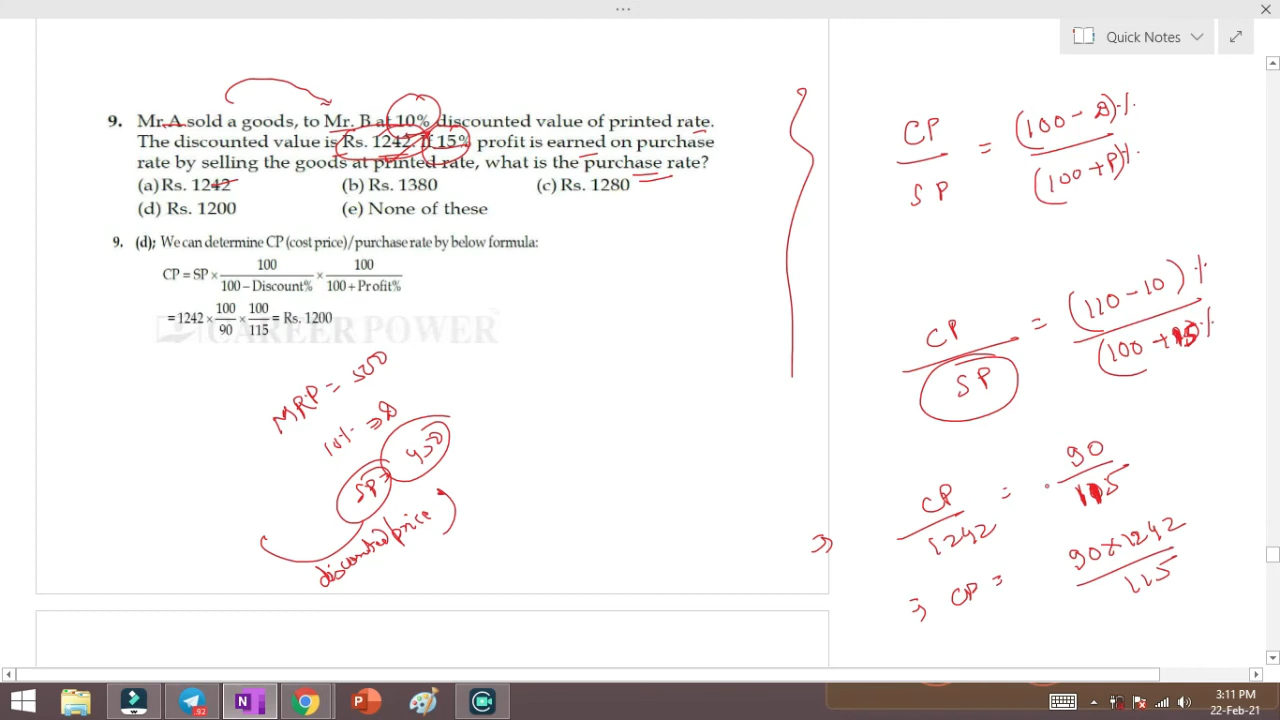 Quick Notes
9. Mr.A sold a goods, to Mr. B at 10% discounted value of printed rate.
The discounted value is Rs. 1242. If 15% profit is earned on purchase
rate by selling the goods at printed rate, what is the purchase rate?
(a) Rs. 1242 (b) Rs. 1380 (c) Rs. 1280
(d) Rs. 1200 (e) None of these
9. (d); We can determine CP (cost price)/purchase rate by below formula:
CP = SP × 100 / 100 – Discount% × 100 / 100 + Profit%
= 1242 × 100 / 90 × 100 / 115 = Rs. 1200
CAREER POWER
MRP = 500
10% ⇒ D
SP = 450
discounted price)
CP / SP = (100 - D)% / (100 + P)%
CP / SP = (110 - 10)% / (100 + 15)%
⇒ CP / 1242 = 90 / 115
⇒ CP = 90 × 1242 / 115
92
3:11 PM
22-Feb-21